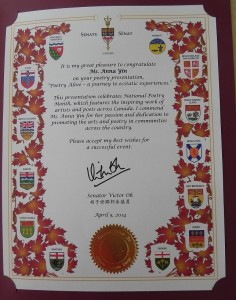 SENATE SÉNAT
CANADA
It is my great pleasure to congratulate
Ms. Anna Yin
on your poetry presentation,
"Poetry Alive - a journey to ecstatic experiences."
This presentation celebrates National Poetry
Month, which features the inspiring work of
artists and poets across Canada. I commend
Ms. Anna Yin for her passion and dedication to
promoting the arts and poetry in communities
across the country.
Please accept my best wishes for
a successful event.
Senator Victor Oh
April 9, 2014